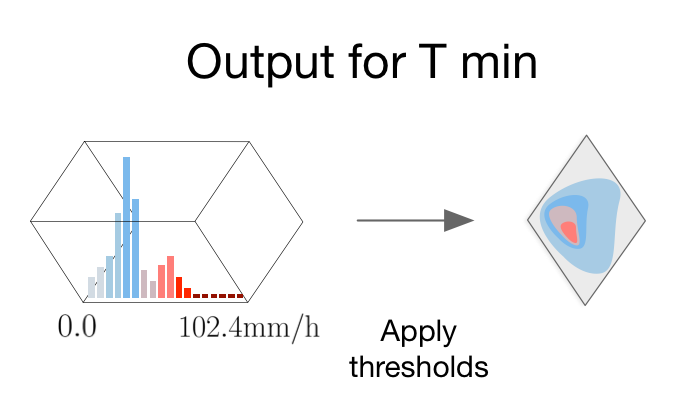 Output for T min
0.0
102.4mm/h
Apply
thresholds